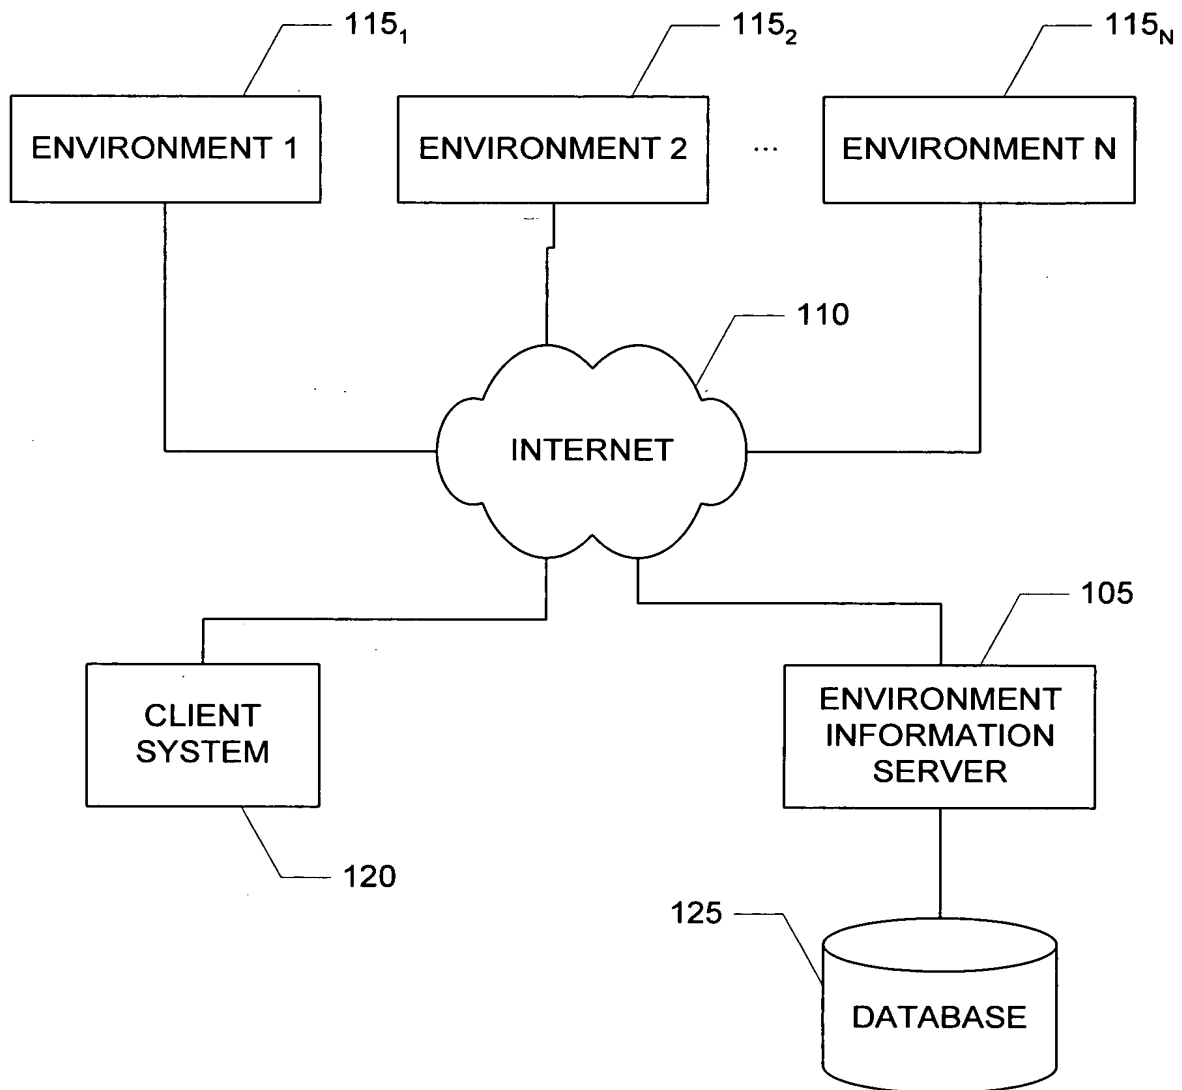 115₁
115₂
115N
ENVIRONMENT 1
ENVIRONMENT 2
...
ENVIRONMENT N
110
INTERNET
105
CLIENT
SYSTEM
ENVIRONMENT
INFORMATION
SERVER
120
125
DATABASE